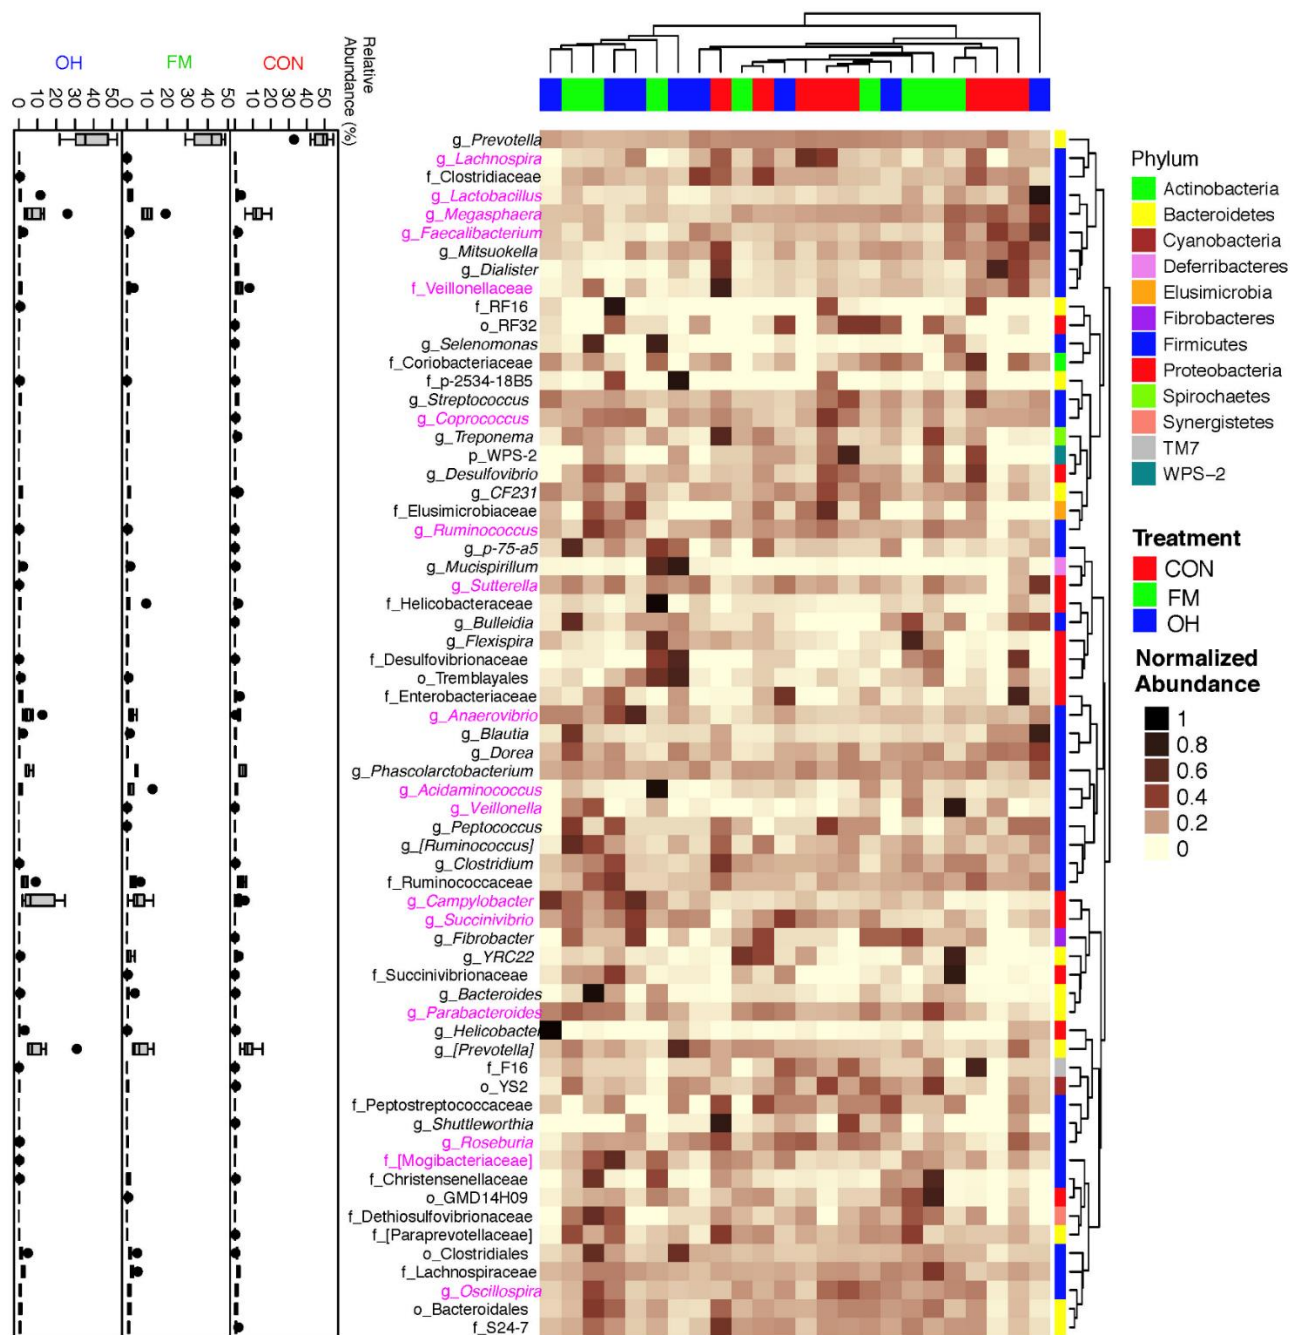 OH
FM
CON
Relative
Abundance (%)
0 10 20 30 40 50
0 10 20 30 40 50
10 30 50
g_Prevotella
g_Lachnospira
f_Clostridiaceae
g_Lactobacillus
g_Megasphaera
g_Faecalibacterium
g_Mitsuokella
g_Dialister
f_Veillonellaceae
f_RF16
o_RF32
g_Selenomonas
f_Coriobacteriaceae
f_p-2534-18B5
g_Streptococcus
g_Coprococcus
g_Treponema
p_WPS-2
g_Desulfovibrio
g_CF231
f_Elusimicrobiaceae
g_Ruminococcus
g_p-75-a5
g_Mucispirillum
g_Sutterella
f_Helicobacteraceae
g_Bulleidia
g_Flexispira
f_Desulfovibrionaceae
o_Tremblayales
f_Enterobacteriaceae
g_Anaerovibrio
g_Blautia
g_Dorea
g_Phascolarctobacterium
g_Acidaminococcus
g_Veillonella
g_Peptococcus
g_[Ruminococcus]
g_Clostridium
f_Ruminococcaceae
g_Campylobacter
g_Succinivibrio
g_Fibrobacter
g_YRC22
f_Succinivibrionaceae
g_Bacteroides
g_Parabacteroides
g_Helicobacter
g_[Prevotella]
f_F16
o_YS2
f_Peptostreptococcaceae
g_Shuttleworthia
g_Roseburia
f_[Mogibacteriaceae]
f_Christensenellaceae
o_GMD14H09
f_Dethiosulfovibrionaceae
f_[Paraprevotellaceae]
o_Clostridiales
f_Lachnospiraceae
g_Oscillospira
o_Bacteroidales
f_S24-7
Phylum
Actinobacteria
Bacteroidetes
Cyanobacteria
Deferribacteres
Elusimicrobia
Fibrobacteres
Firmicutes
Proteobacteria
Spirochaetes
Synergistetes
TM7
WPS-2
Treatment
CON
FM
OH
Normalized
Abundance
1
0.8
0.6
0.4
0.2
0